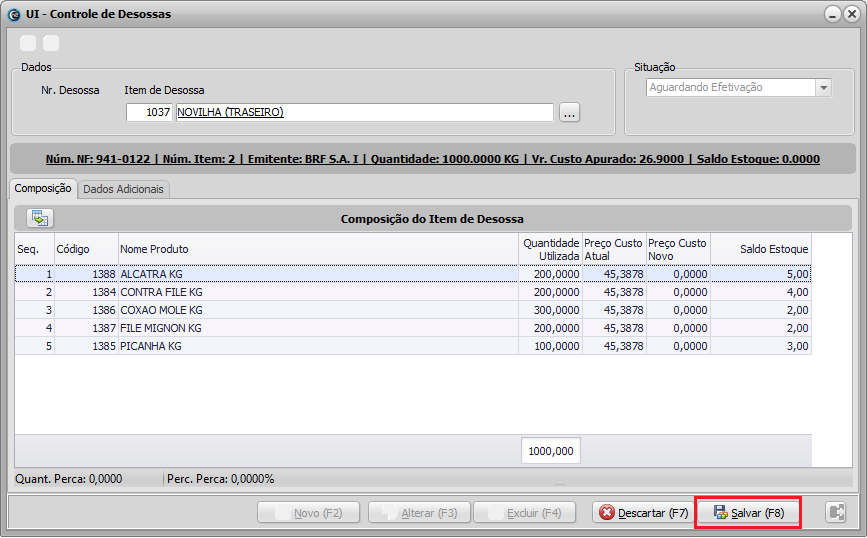 UI - Controle de Desossas
Dados
Situação
Nr. Desossa Item de Desossa
Aguardando Efetivação
1037 NOVILHA (TRASEIRO) ...
Núm. NF: 941-0122 | Núm. Item: 2 | Emitente: BRF S.A. I | Quantidade: 1000.0000 KG | Vr. Custo Apurado: 26.9000 | Saldo Estoque: 0.0000
Composição Dados Adicionais
Composição do Item de Desossa
Seq. Código Nome Produto Quantidade Utilizada Preço Custo Atual Preço Custo Novo Saldo Estoque
1 1388 ALCATRA KG 200,0000 45,3878 0,0000 5,00
2 1384 CONTRA FILE KG 200,0000 45,3878 0,0000 4,00
3 1386 COXAO MOLE KG 300,0000 45,3878 0,0000 2,00
4 1387 FILE MIGNON KG 200,0000 45,3878 0,0000 2,00
5 1385 PICANHA KG 100,0000 45,3878 0,0000 3,00
1000,000
Quant. Perca: 0,0000 Perc. Perca: 0,0000%
Novo (F2) Alterar (F3) Excluir (F4) Descartar (F7) Salvar (F8)